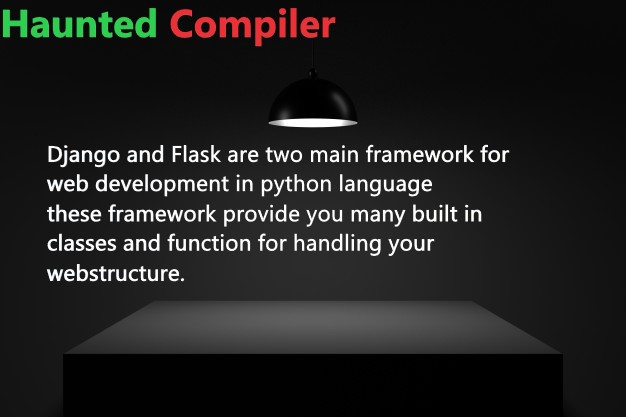 Haunted Compiler
Django and Flask are two main framework for
web development in python language
these framework provide you many built in
classes and function for handling your
webstructure.